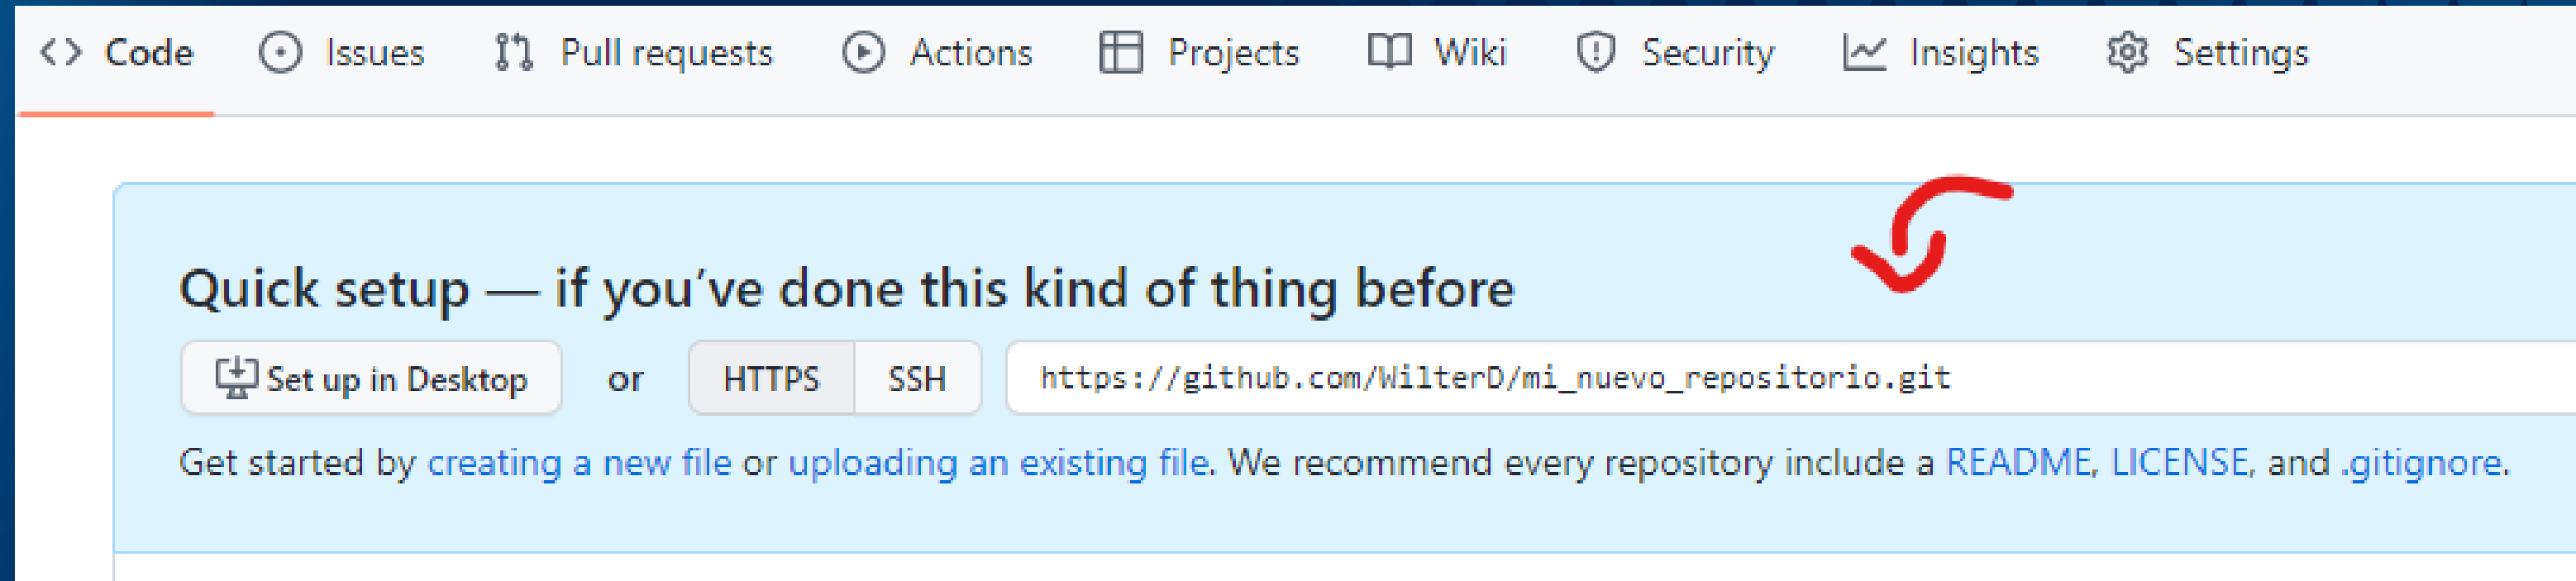 Code Issues Pull requests Actions Projects Wiki Security Insights Settings
Quick setup — if you've done this kind of thing before
Set up in Desktop or HTTPS SSH https://github.com/WilterD/mi_nuevo_repositorio.git
Get started by creating a new file or uploading an existing file. We recommend every repository include a README, LICENSE, and .gitignore.